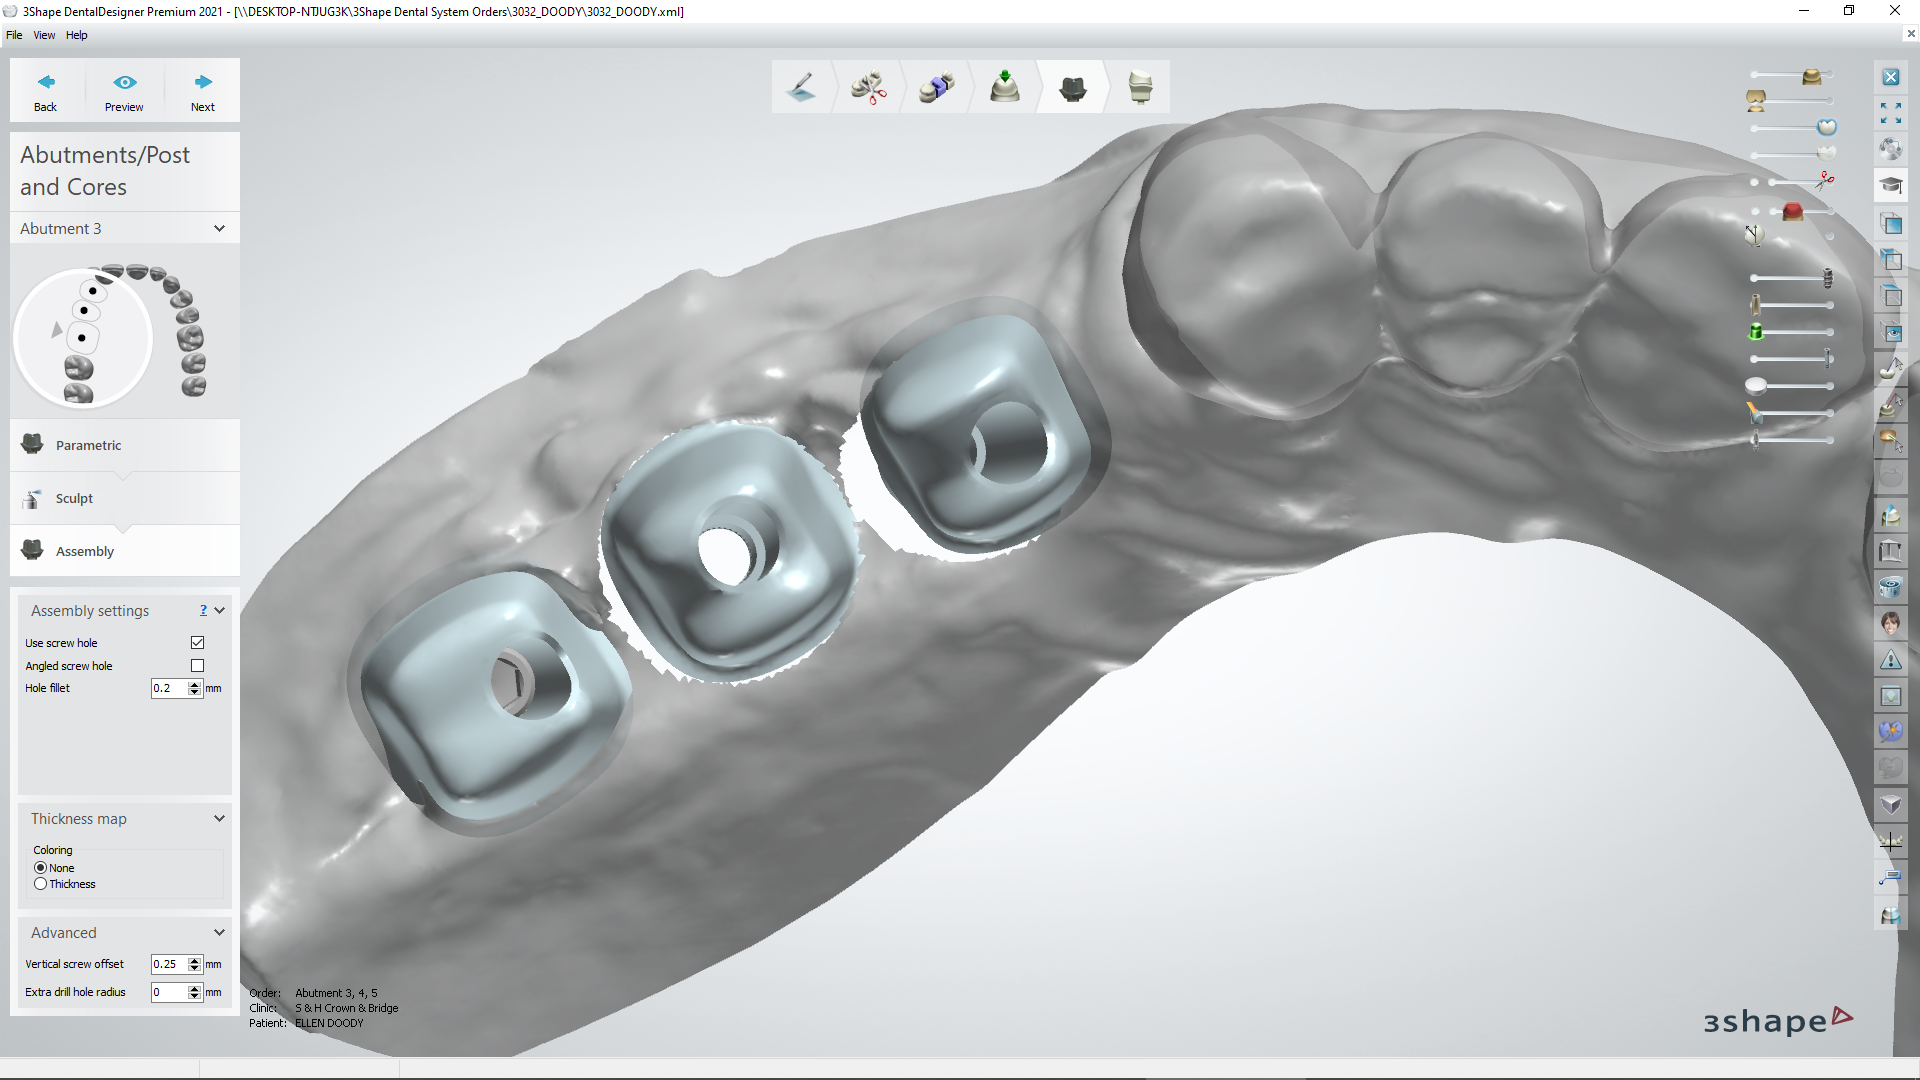 3Shape DentalDesigner Premium 2021 - [\\DESKTOP-NTJUG3K\3Shape Dental System Orders\3032_DOODY\3032_DOODY.xml]
File View Help
Back Preview Next
Abutments/Post
and Cores
Abutment 3
Parametric
Sculpt
Assembly
Assembly settings ?
Use screw hole
Angled screw hole
Hole fillet 0.2 mm
Thickness map
Coloring
None
Thickness
Advanced
Vertical screw offset 0.25 mm
Extra drill hole radius 0 mm
Order: Abutment 3, 4, 5
Clinic: S & H Crown & Bridge
Patient: ELLEN DOODY
3shape